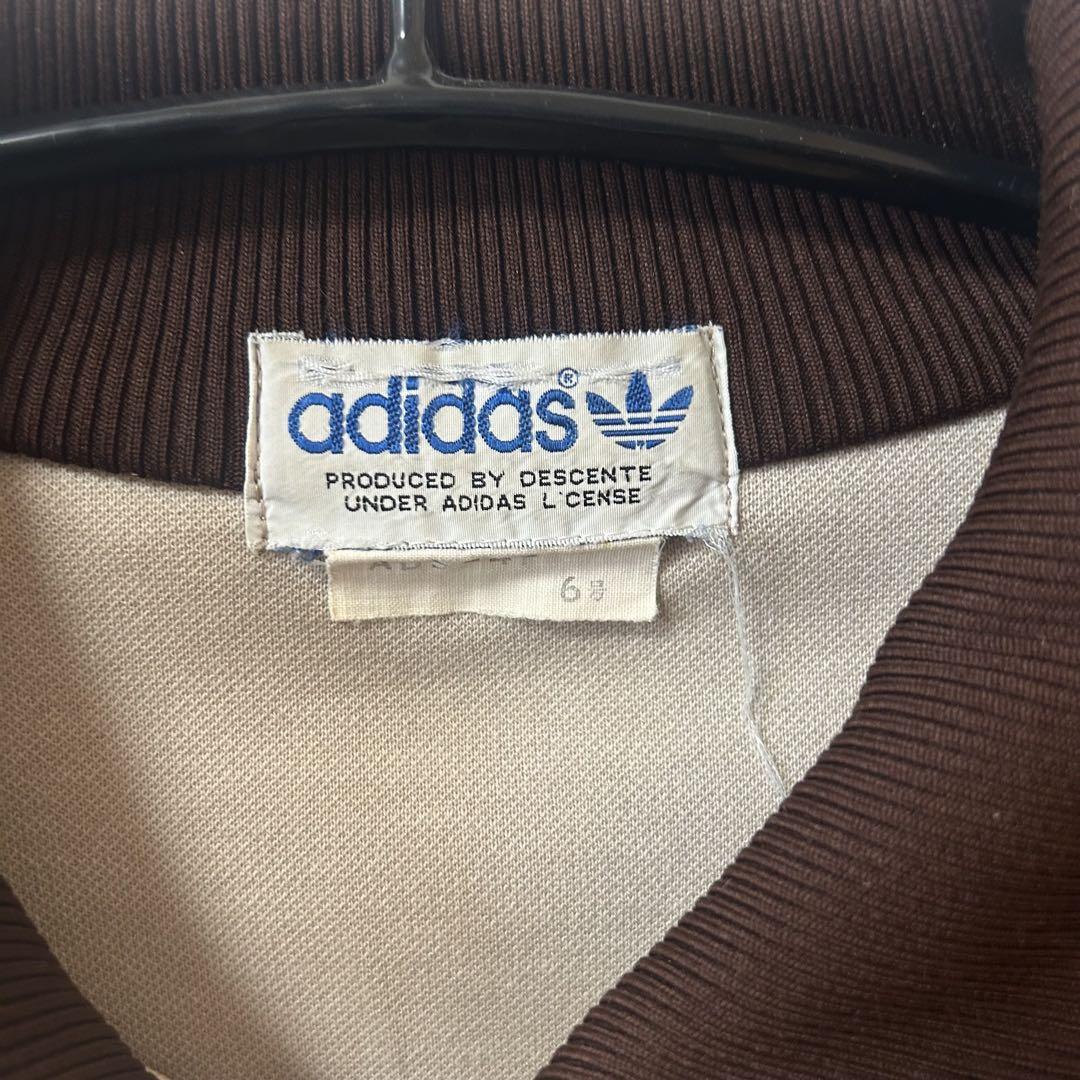 adidas®
PRODUCED BY DESCENTE
UNDER ADIDAS L'CENSE
6号